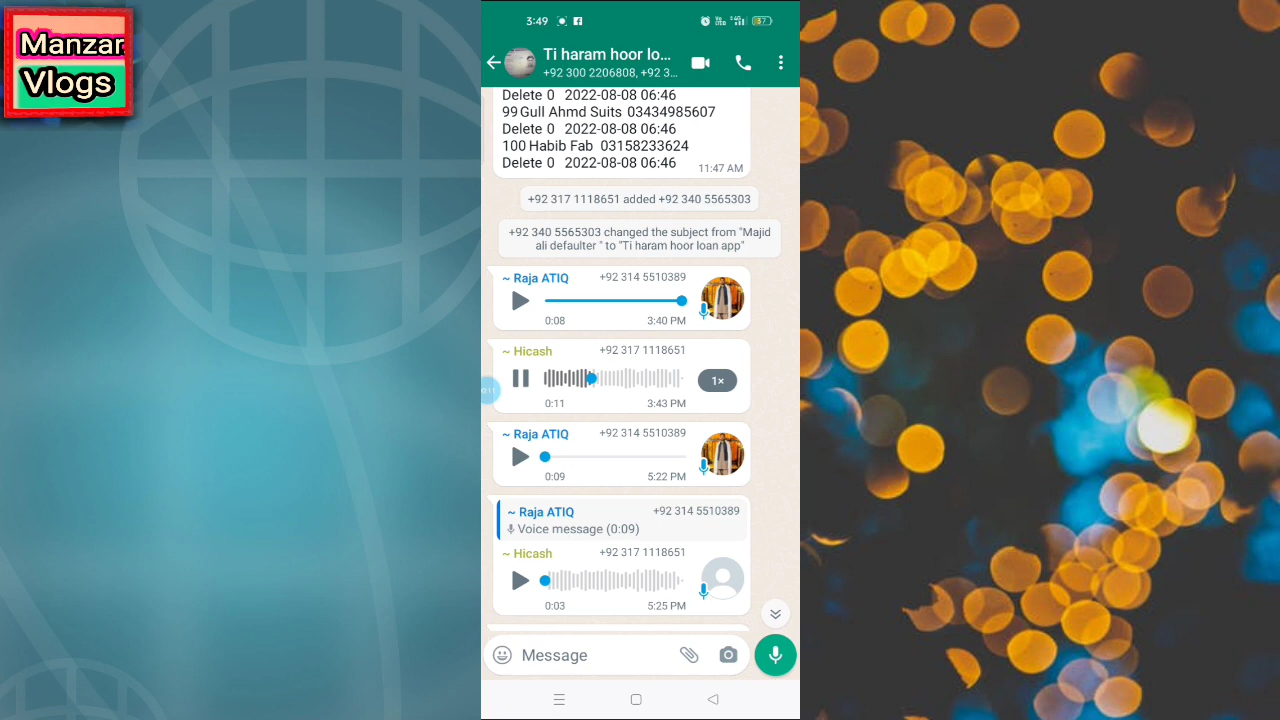 Manzar
Vlogs
3:49
57
Ti haram hoor lo...
+92 300 2206808, +92 3...
Delete 0 2022-08-08 06:46
99 Gull Ahmd Suits 03434985607
Delete 0 2022-08-08 06:46
100 Habib Fab 03158233624
Delete 0 2022-08-08 06:46
11:47 AM
+92 317 1118651 added +92 340 5565303
+92 340 5565303 changed the subject from "Majid
ali defaulter " to "Ti haram hoor loan app"
~ Raja ATIQ +92 314 5510389
0:08 3:40 PM
~ Hicash +92 317 1118651
1×
0:11 3:43 PM
~ Raja ATIQ +92 314 5510389
0:09 5:22 PM
~ Raja ATIQ +92 314 5510389
Voice message (0:09)
~ Hicash +92 317 1118651
0:03 5:25 PM
Message